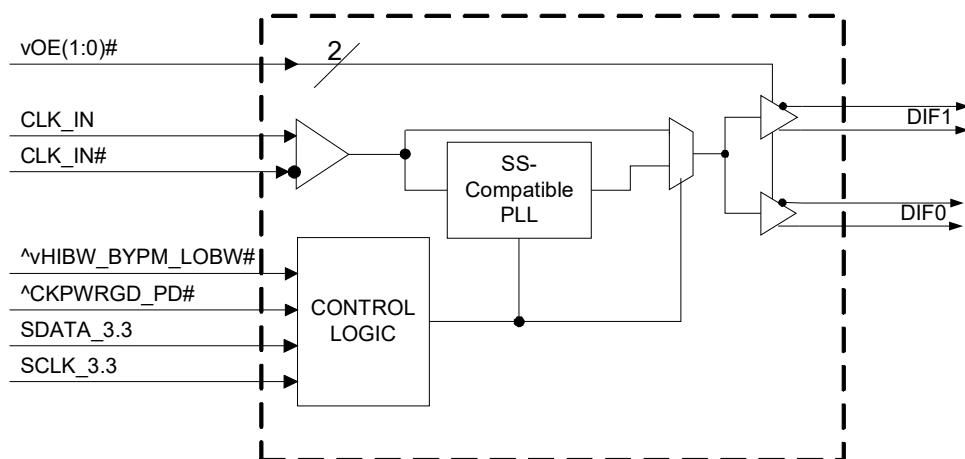 vOE(1:0)#
2
CLK_IN
CLK_IN#
SS-
Compatible
PLL
DIF1
DIF0
^vHIBW_BYPM_LOBW#
^CKPWRGD_PD#
SDATA_3.3
SCLK_3.3
CONTROL
LOGIC